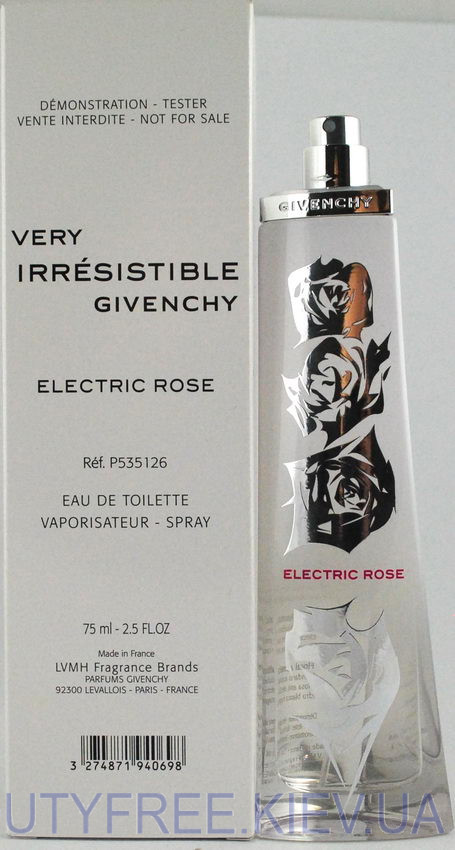 DÉMONSTRATION - TESTER
VENTE INTERDITE - NOT FOR SALE
VERY
IRRÉSISTIBLE
GIVENCHY
ELECTRIC ROSE
Réf. P535126
EAU DE TOILETTE
VAPORISATEUR - SPRAY
75 ml - 2.5 FL.OZ
Made in France
LVMH Fragrance Brands
PARFUMS GIVENCHY
92300 LEVALLOIS - PARIS - FRANCE
3 274871 940698
GIVENCHY
ELECTRIC ROSE
UTYFREE.KIEV.UA